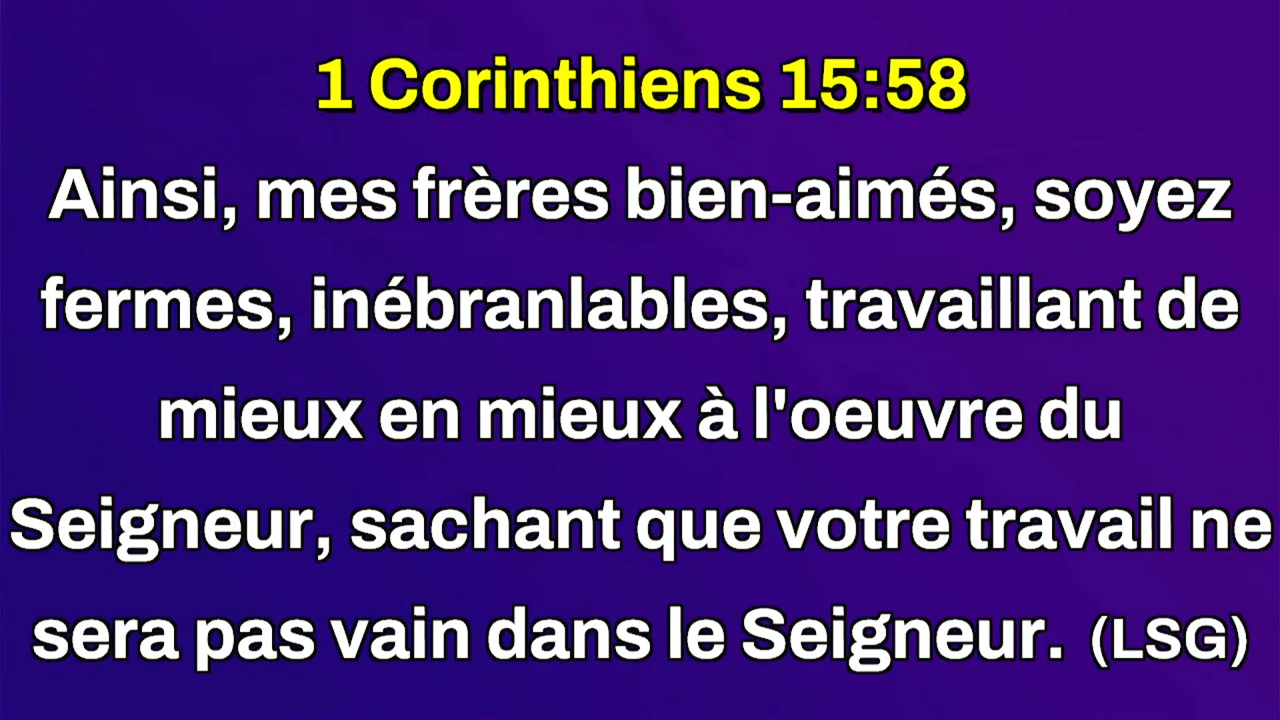 1 Corinthiens 15:58
Ainsi, mes frères bien-aimés, soyez
fermes, inébranlables, travaillant de
mieux en mieux à l'oeuvre du
Seigneur, sachant que votre travail ne
sera pas vain dans le Seigneur. (LSG)